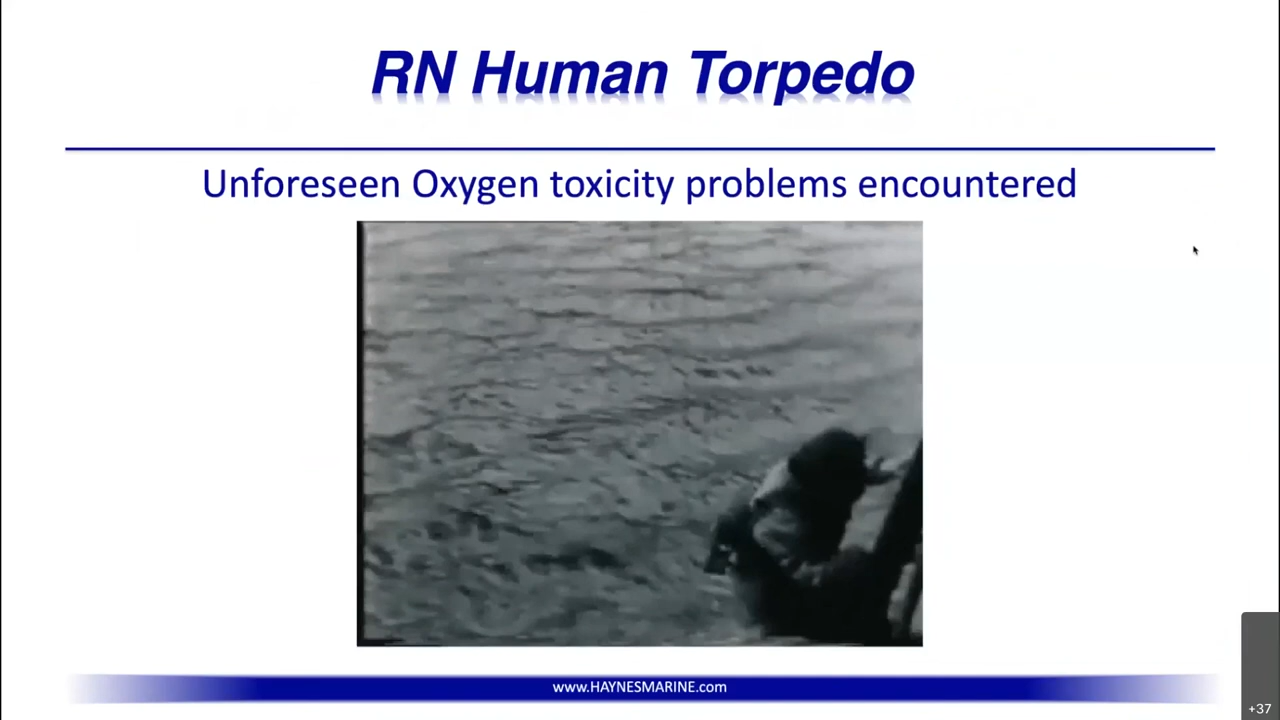 RN Human Torpedo
Unforeseen Oxygen toxicity problems encountered
www.HAYNESMARINE.com
+37